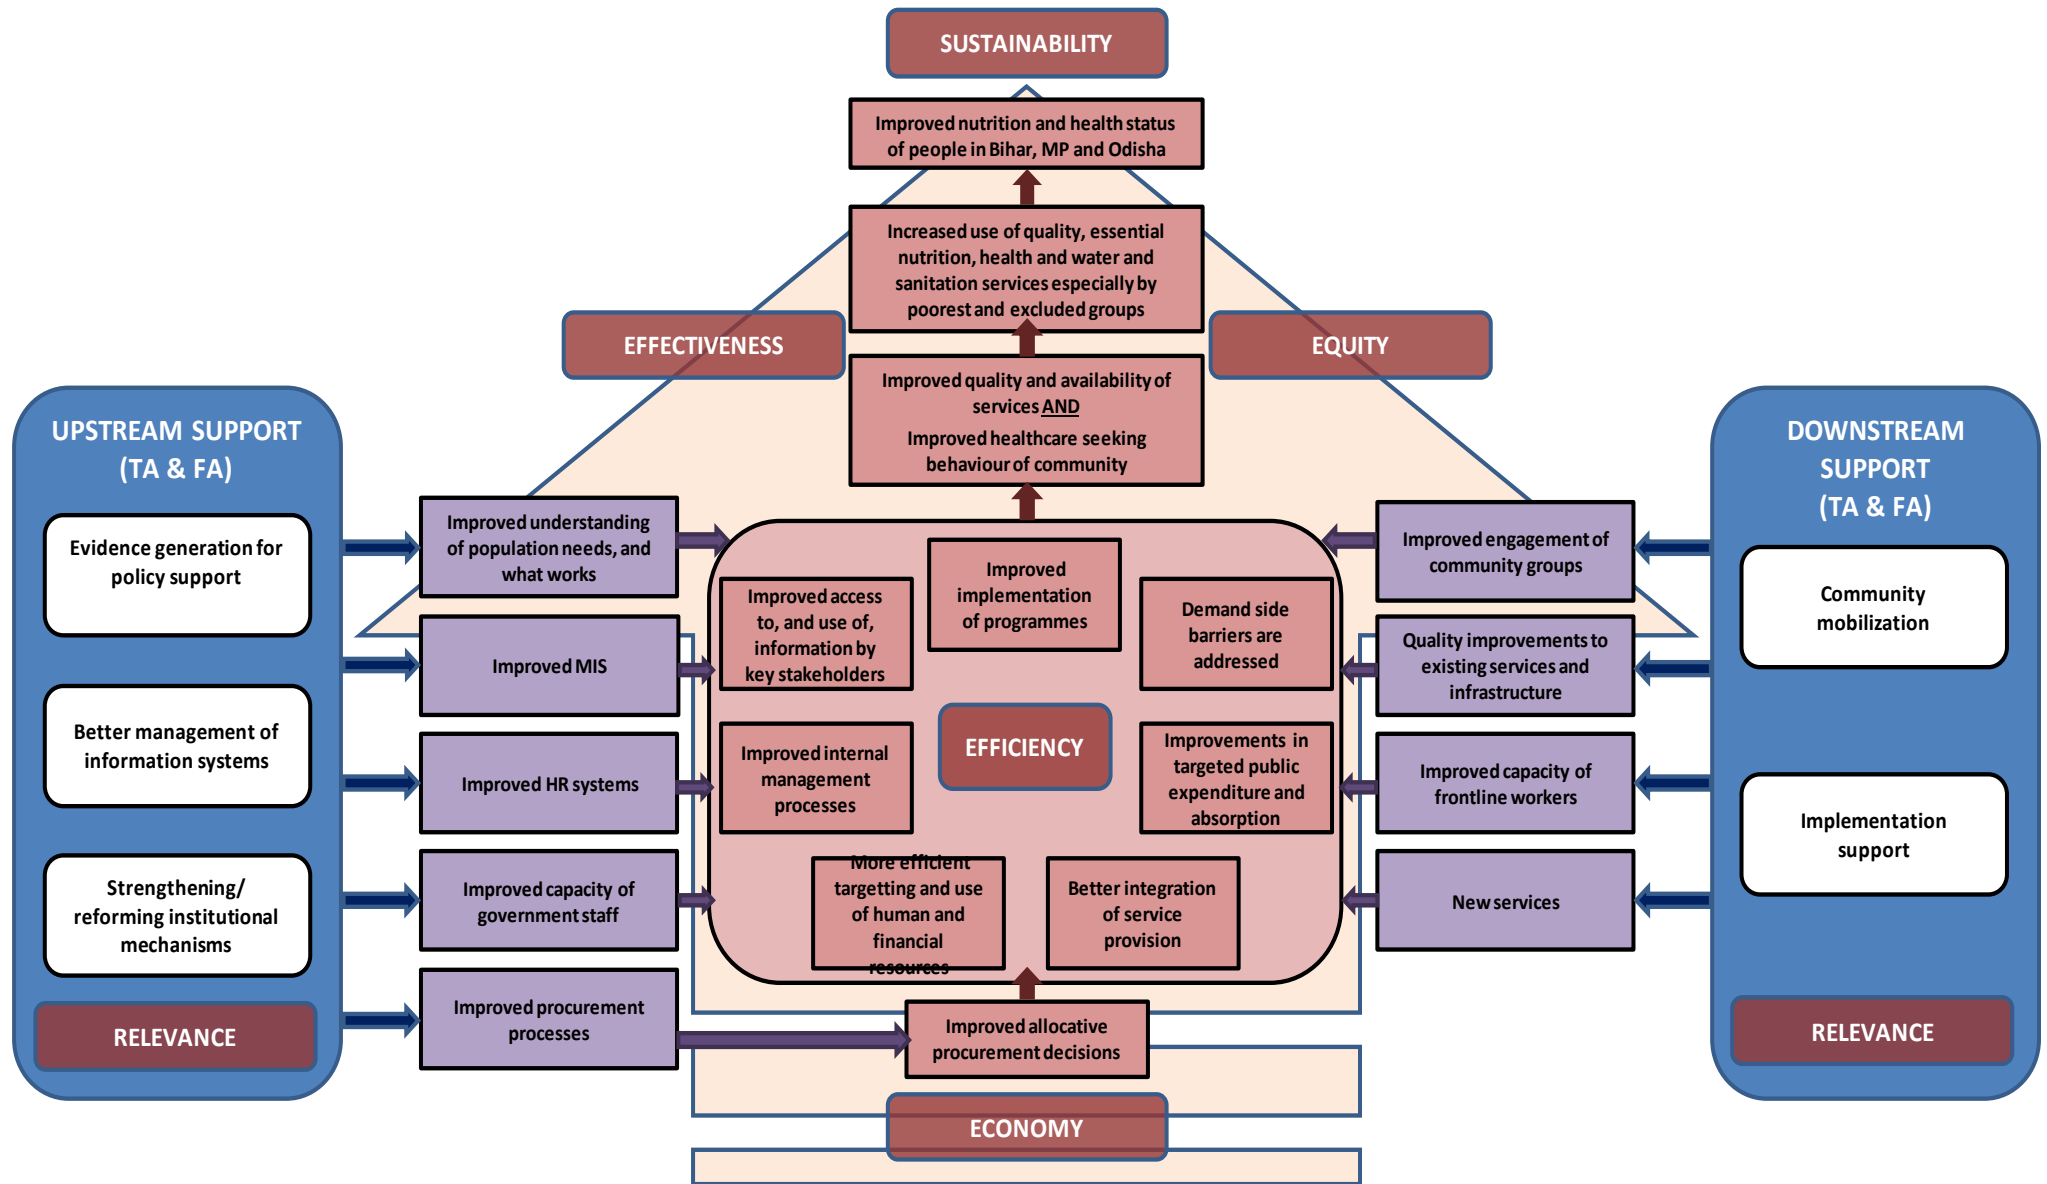 SUSTAINABILITY
Improved nutrition and health status
of people in Bihar, MP and Odisha
Increased use of quality, essential
nutrition, health and water and
sanitation services especially by
poorest and excluded groups
EFFECTIVENESS
EQUITY
Improved quality and availability of
services AND
Improved healthcare seeking
behaviour of community
UPSTREAM SUPPORT
(TA & FA)
Evidence generation for
policy support
Better management of
information systems
Strengthening/
reforming institutional
mechanisms
RELEVANCE
Improved understanding
of population needs, and
what works
Improved MIS
Improved HR systems
Improved capacity of
government staff
Improved procurement
processes
Improved access
to, and use of,
information by
key stakeholders
Improved
implementation
of programmes
Demand side
barriers are
addressed
Improved internal
management
processes
EFFICIENCY
Improvements in
targeted public
expenditure and
absorption
More efficient
targetting and use
of human and
financial
resources
Better integration
of service
provision
Improved allocative
procurement decisions
ECONOMY
Improved engagement of
community groups
Quality improvements to
existing services and
infrastructure
Improved capacity of
frontline workers
New services
DOWNSTREAM
SUPPORT
(TA & FA)
Community
mobilization
Implementation
support
RELEVANCE